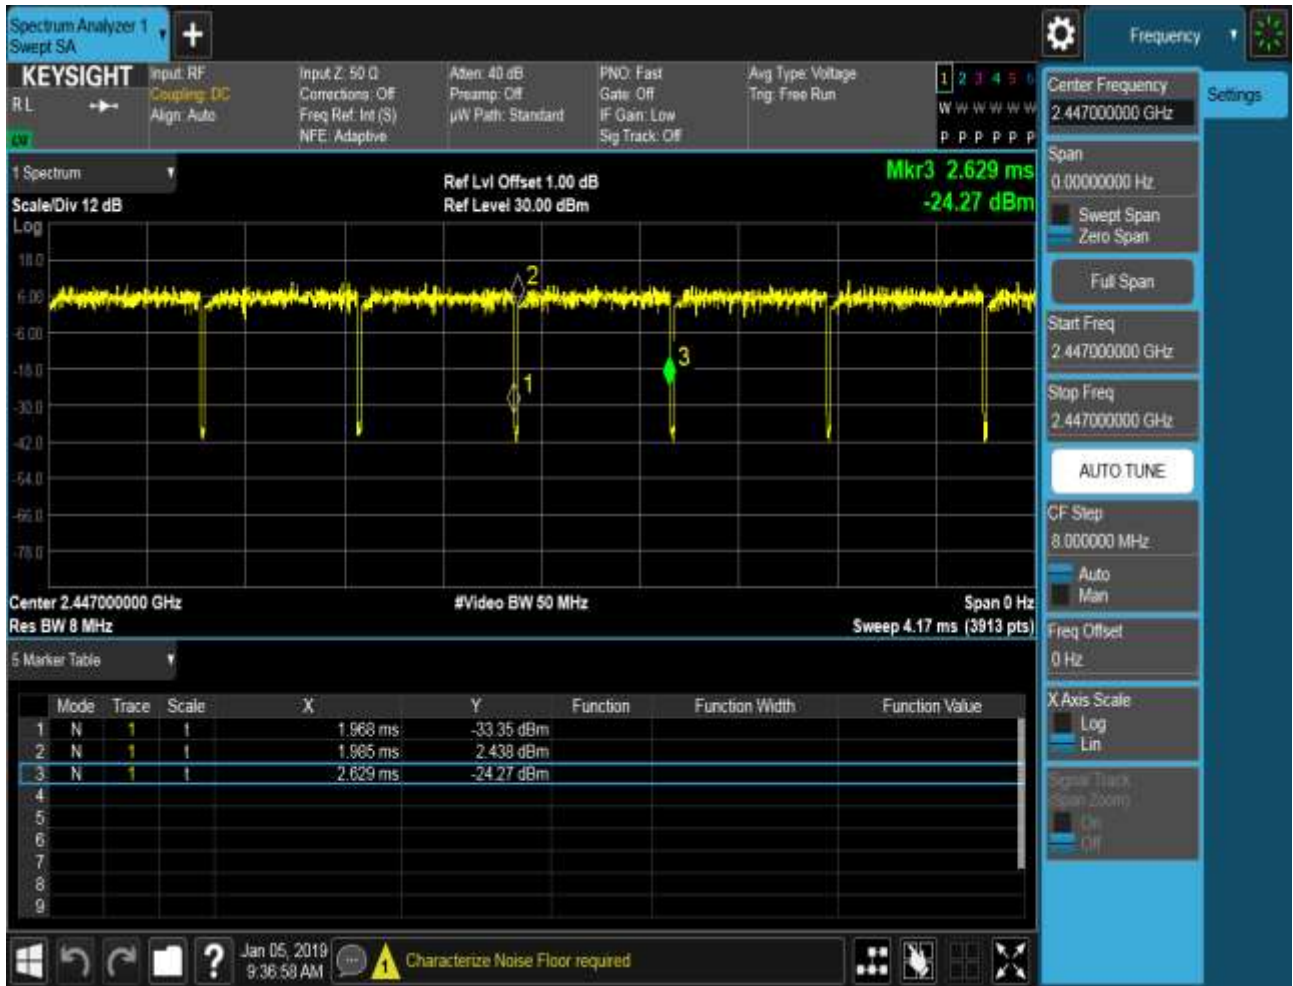 Spectrum Analyzer 1
Swept SA
+
Frequency
KEYSIGHT
R L
Input: RF
Coupling: DC
Align: Auto
Input Z: 50 Ω
Corrections: Off
Freq Ref: Int (S)
NFE: Adaptive
Atten: 40 dB
Preamp: Off
µW Path: Standard
PNO: Fast
Gate: Off
IF Gain: Low
Sig Track: Off
Avg Type: Voltage
Trig: Free Run
1 2 3 4 5 6
W W W W W W
P P P P P P
1 Spectrum
Scale/Div 12 dB
Ref Lvl Offset 1.00 dB
Ref Level 30.00 dBm
Mkr3 2.629 ms
-24.27 dBm
Log
18.0
6.00
-6.00
-18.0
-30.0
-42.0
-54.0
-66.0
-78.0
2
3
1
Center 2.447000000 GHz
#Video BW 50 MHz
Span 0 Hz
Res BW 8 MHz
Sweep 4.17 ms (3913 pts)
5 Marker Table
Mode Trace Scale X Y Function Function Width Function Value
1 N 1 t 1.968 ms -33.35 dBm
2 N 1 t 1.985 ms 2.438 dBm
3 N 1 t 2.629 ms -24.27 dBm
4
5
6
7
8
9
Jan 05, 2019
9:36:58 AM
?
1
Characterize Noise Floor required
Center Frequency
2.447000000 GHz
Settings
Span
0.00000000 Hz
Swept Span
Zero Span
Full Span
Start Freq
2.447000000 GHz
Stop Freq
2.447000000 GHz
AUTO TUNE
CF Step
8.000000 MHz
Auto
Man
Freq Offset
0 Hz
X Axis Scale
Log
Lin
Signal Track
(Span Zoom)
On
Off